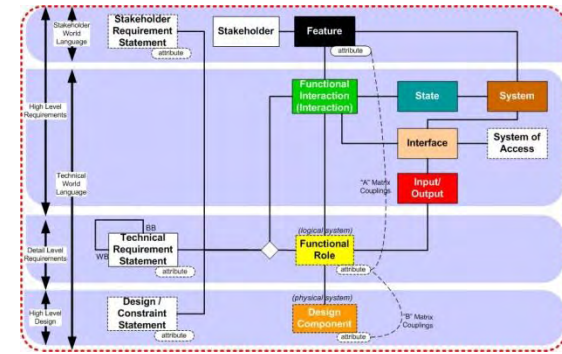 Stakeholder
World
Language
Stakeholder
Requirement
Statement
attribute
Stakeholder
Feature
attribute
High Level
Requirements
Technical
World
Language
Functional
Interaction
(Interaction)
State
System
Interface
System of
Access
Input/
Output
"A" Matrix
Couplings
Detail Level
Requirements
BB
WB
Technical
Requirement
Statement
attribute
(logical system)
Functional
Role
attribute
High Level
Design
Design /
Constraint
Statement
attribute
(physical system)
Design
Component
attribute
"B" Matrix
Couplings